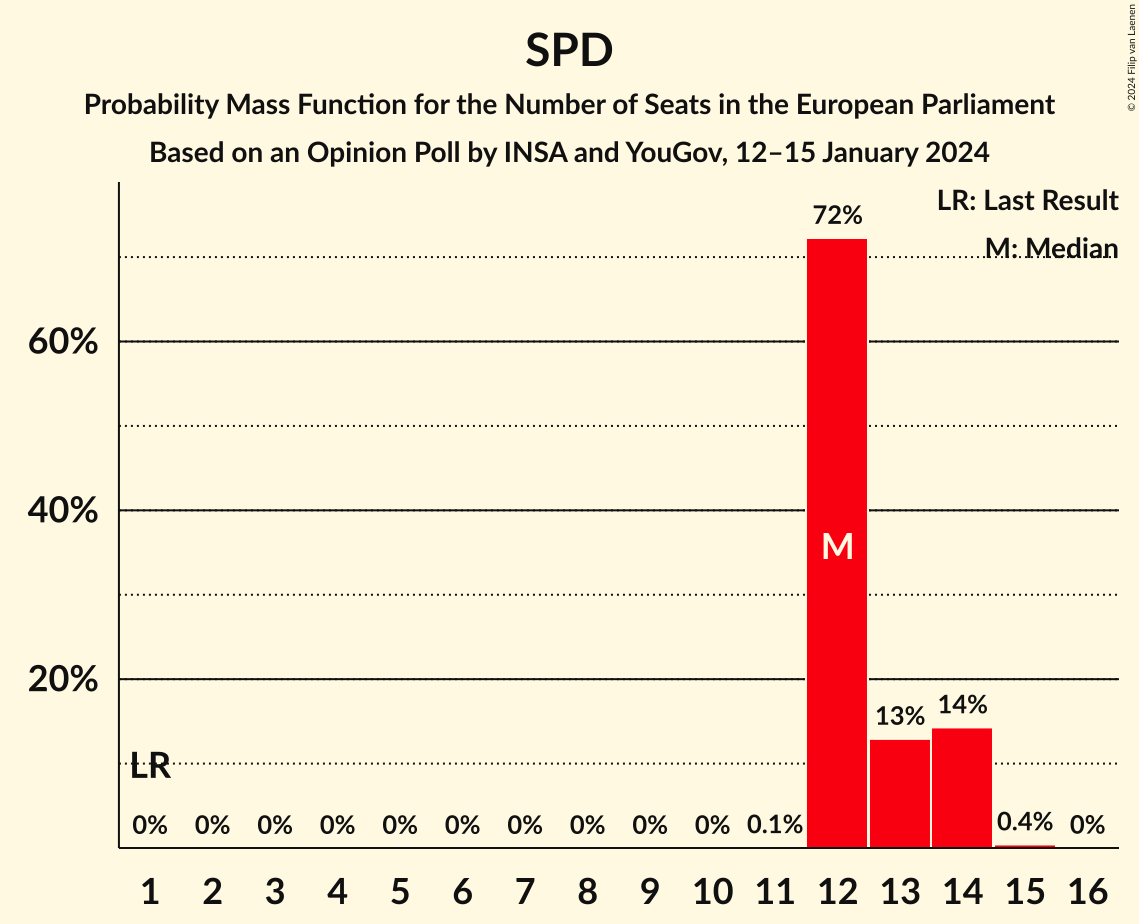 SPD
Probability Mass Function for the Number of Seats in the European Parliament
Based on an Opinion Poll by INSA and YouGov, 12–15 January 2024
© 2024 Filip van Laenen
LR: Last Result
M: Median
72%
60%
40%
M
20%
13% 14%
LR
0% 0% 0% 0% 0% 0% 0% 0% 0% 0% 0.1% 0.4% 0%
1 2 3 4 5 6 7 8 9 10 11 12 13 14 15 16